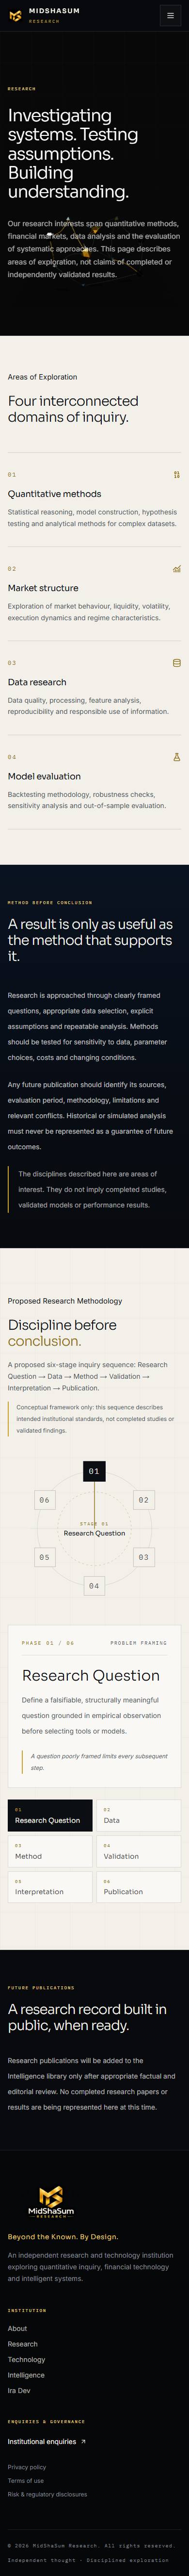 MIDSHASUM
RESEARCH
RESEARCH
Investigating
systems. Testing
assumptions.
Building
understanding.
Our research interests span quantitative methods,
financial markets, data analysis and the evaluation
of systematic approaches. This page describes
areas of exploration, not claims of completed or
independently validated results.
Areas of Exploration
Four interconnected
domains of inquiry.
01
Quantitative methods
Statistical reasoning, model construction, hypothesis
testing and analytical methods for complex datasets.
02
Market structure
Exploration of market behaviour, liquidity, volatility,
execution dynamics and regime characteristics.
03
Data research
Data quality, processing, feature analysis,
reproducibility and responsible use of information.
04
Model evaluation
Backtesting methodology, robustness checks,
sensitivity analysis and out-of-sample evaluation.
METHOD BEFORE CONCLUSION
A result is only as useful as
the method that supports
it.
Research is approached through clearly framed
questions, appropriate data selection, explicit
assumptions and repeatable analysis. Methods
should be tested for sensitivity to data, parameter
choices, costs and changing conditions.
Any future publication should identify its sources,
evaluation period, methodology, limitations and
relevant conflicts. Historical or simulated analysis
must never be represented as a guarantee of future
outcomes.
The disciplines described here are areas of
interest. They do not imply completed studies,
validated models or performance results.
Proposed Research Methodology
Discipline before
conclusion.
A proposed six-stage inquiry sequence: Research
Question → Data → Method → Validation →
Interpretation → Publication.
Conceptual framework only: this sequence describes
intended institutional standards, not completed studies or
validated findings.
01
06
02
STAGE 01
Research Question
05
03
04
PHASE 01 / 06
PROBLEM FRAMING
Research Question
Define a falsifiable, structurally meaningful
question grounded in empirical observation
before selecting tools or models.
A question poorly framed limits every subsequent
step.
01
Research Question
02
Data
03
Method
04
Validation
05
Interpretation
06
Publication
FUTURE PUBLICATIONS
A research record built in
public, when ready.
Research publications will be added to the
Intelligence library only after appropriate factual and
editorial review. No completed research papers or
results are being represented here at this time.
MidShaSum
RESEARCH
Beyond the Known. By Design.
An independent research and technology institution
exploring quantitative inquiry, financial technology
and intelligent systems.
INSTITUTION
About
Research
Technology
Intelligence
Ira Dev
ENQUIRIES & GOVERNANCE
Institutional enquiries ↗
Privacy policy
Terms of use
Risk & regulatory disclosures
© 2026 MidShaSum Research. All rights reserved.
Independent thought · Disciplined exploration